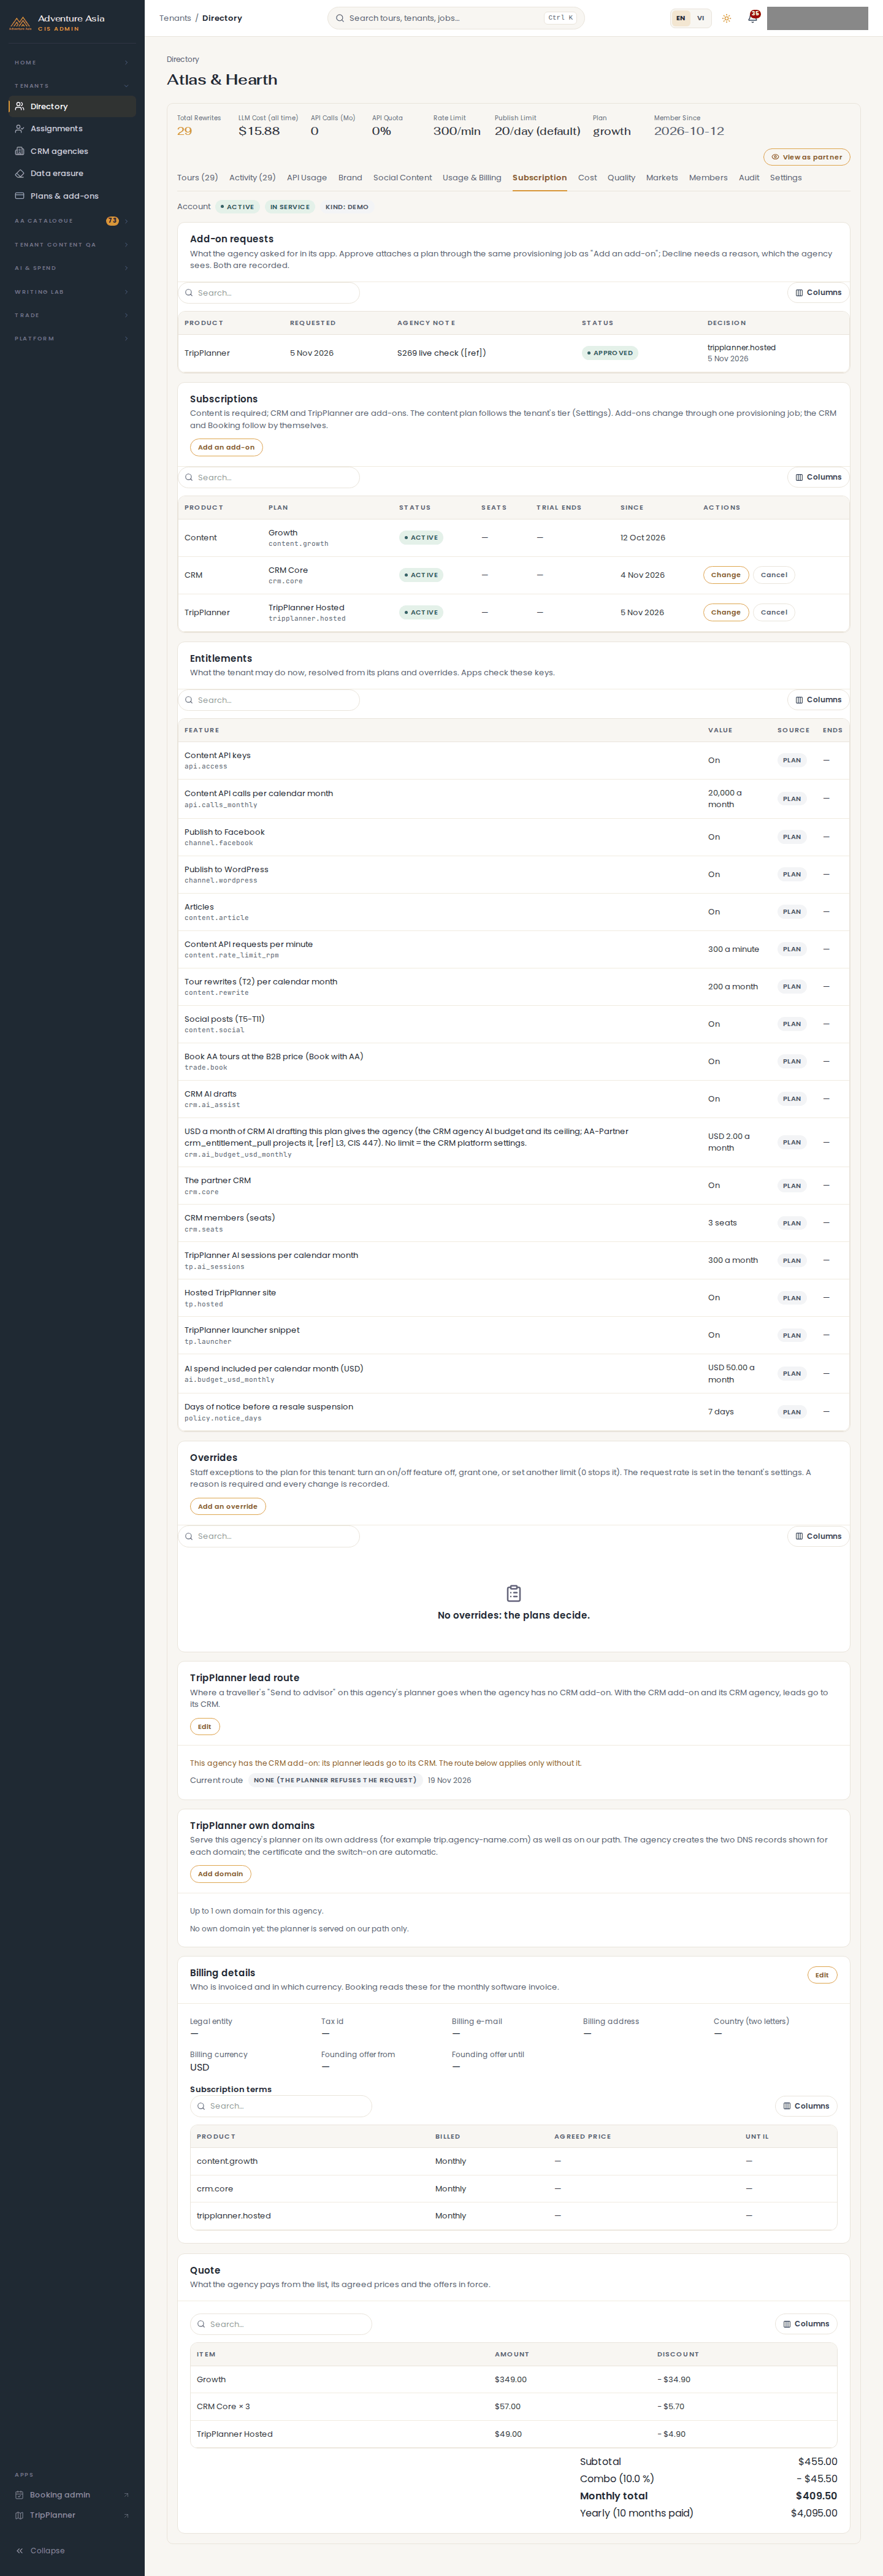 Adventure Asia
CIS ADMIN
HOME
TENANTS
Directory
Assignments
CRM agencies
Data erasure
Plans & add-ons
AA CATALOGUE 73
TENANT CONTENT QA
AI & SPEND
WRITING LAB
TRADE
PLATFORM
APPS
Booking admin
TripPlanner
Collapse
Tenants / Directory
Search tours, tenants, jobs... Ctrl K
EN VI
36
Directory
Atlas & Hearth
Total Rewrites LLM Cost (all time) API Calls (Mo) API Quota Rate Limit Publish Limit Plan Member Since
29 $15.88 0 0% 300/min 20/day (default) growth 2026-10-12
View as partner
Tours (29) Activity (29) API Usage Brand Social Content Usage & Billing Subscription Cost Quality Markets Members Audit Settings
Account ACTIVE IN SERVICE KIND: DEMO
Add-on requests
What the agency asked for in its app. Approve attaches a plan through the same provisioning job as "Add an add-on"; Decline needs a reason, which the agency
sees. Both are recorded.
Search... Columns
PRODUCT REQUESTED AGENCY NOTE STATUS DECISION
TripPlanner 5 Nov 2026 S269 live check ([ref]) APPROVED tripplanner.hosted
5 Nov 2026
Subscriptions
Content is required; CRM and TripPlanner are add-ons. The content plan follows the tenant's tier (Settings). Add-ons change through one provisioning job; the CRM
and Booking follow by themselves.
Add an add-on
Search... Columns
PRODUCT PLAN STATUS SEATS TRIAL ENDS SINCE ACTIONS
Content Growth ACTIVE — — 12 Oct 2026
content.growth
CRM CRM Core ACTIVE — — 4 Nov 2026 Change Cancel
crm.core
TripPlanner TripPlanner Hosted ACTIVE — — 5 Nov 2026 Change Cancel
tripplanner.hosted
Entitlements
What the tenant may do now, resolved from its plans and overrides. Apps check these keys.
Search... Columns
FEATURE VALUE SOURCE ENDS
Content API keys On PLAN —
api.access
Content API calls per calendar month 20,000 a month PLAN —
api.calls_monthly
Publish to Facebook On PLAN —
channel.facebook
Publish to WordPress On PLAN —
channel.wordpress
Articles On PLAN —
content.article
Content API requests per minute 300 a minute PLAN —
content.rate_limit_rpm
Tour rewrites (T2) per calendar month 200 a month PLAN —
content.rewrite
Social posts (T5-T11) On PLAN —
content.social
Book AA tours at the B2B price (Book with AA) On PLAN —
trade.book
CRM AI drafts On PLAN —
crm.ai_assist
USD a month of CRM AI drafting this plan gives the agency (the CRM agency AI budget and its ceiling; AA-Partner
crm_entitlement_pull projects it, [ref] L3, CIS 447). No limit = the CRM platform settings. USD 2.00 a month PLAN —
crm.ai_budget_usd_monthly
The partner CRM On PLAN —
crm.core
CRM members (seats) 3 seats PLAN —
crm.seats
TripPlanner AI sessions per calendar month 300 a month PLAN —
tp.ai_sessions
Hosted TripPlanner site On PLAN —
tp.hosted
TripPlanner launcher snippet On PLAN —
tp.launcher
AI spend included per calendar month (USD) USD 50.00 a month PLAN —
ai.budget_usd_monthly
Days of notice before a resale suspension 7 days PLAN —
policy.notice_days
Overrides
Staff exceptions to the plan for this tenant: turn an on/off feature off, grant one, or set another limit (0 stops it). The request rate is set in the tenant's settings. A
reason is required and every change is recorded.
Add an override
Search... Columns
No overrides: the plans decide.
TripPlanner lead route
Where a traveller's "Send to advisor" on this agency's planner goes when the agency has no CRM add-on. With the CRM add-on and its CRM agency, leads go to
its CRM.
Edit
This agency has the CRM add-on: its planner leads go to its CRM. The route below applies only without it.
Current route NONE (THE PLANNER REFUSES THE REQUEST) 19 Nov 2026
TripPlanner own domains
Serve this agency's planner on its own address (for example trip.agency-name.com) as well as on our path. The agency creates the two DNS records shown for
each domain; the certificate and the switch-on are automatic.
Add domain
Up to 1 own domain for this agency.
No own domain yet: the planner is served on our path only.
Billing details Edit
Who is invoiced and in which currency. Booking reads these for the monthly software invoice.
Legal entity Tax id Billing e-mail Billing address Country (two letters)
— — — — —
Billing currency Founding offer from Founding offer until
USD — —
Subscription terms
Search... Columns
PRODUCT BILLED AGREED PRICE UNTIL
content.growth Monthly — —
crm.core Monthly — —
tripplanner.hosted Monthly — —
Quote
What the agency pays from the list, its agreed prices and the offers in force.
Search... Columns
ITEM AMOUNT DISCOUNT
Growth $349.00 - $34.90
CRM Core × 3 $57.00 - $5.70
TripPlanner Hosted $49.00 - $4.90
Subtotal $455.00
Combo (10.0 %) - $45.50
Monthly total $409.50
Yearly (10 months paid) $4,095.00